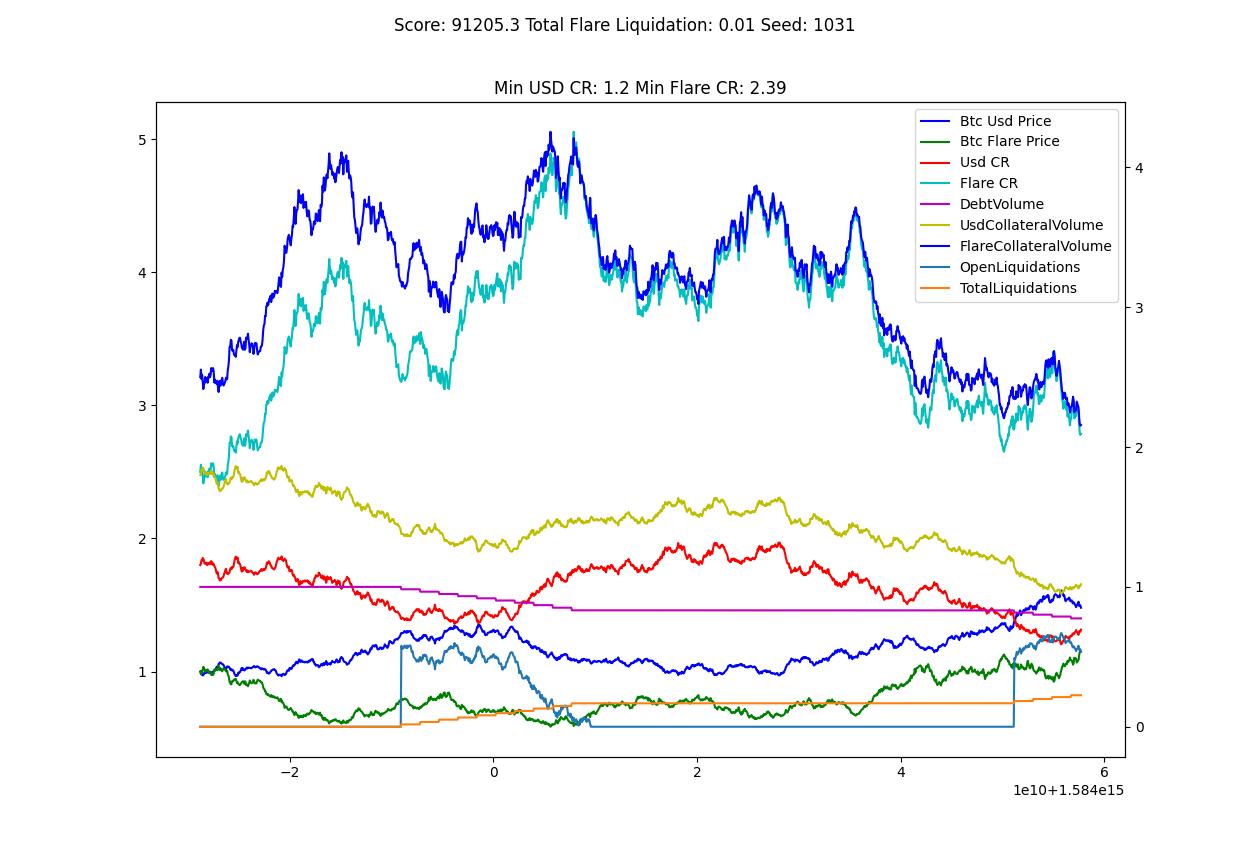 Score: 91205.3 Total Flare Liquidation: 0.01 Seed: 1031
Min USD CR: 1.2 Min Flare CR: 2.39
Btc Usd Price
Btc Flare Price
Usd CR
Flare CR
DebtVolume
UsdCollateralVolume
FlareCollateralVolume
OpenLiquidations
TotalLiquidations
5
4
3
2
1
4
3
2
1
0
−2
0
2
4
6
1e10+1.584e15